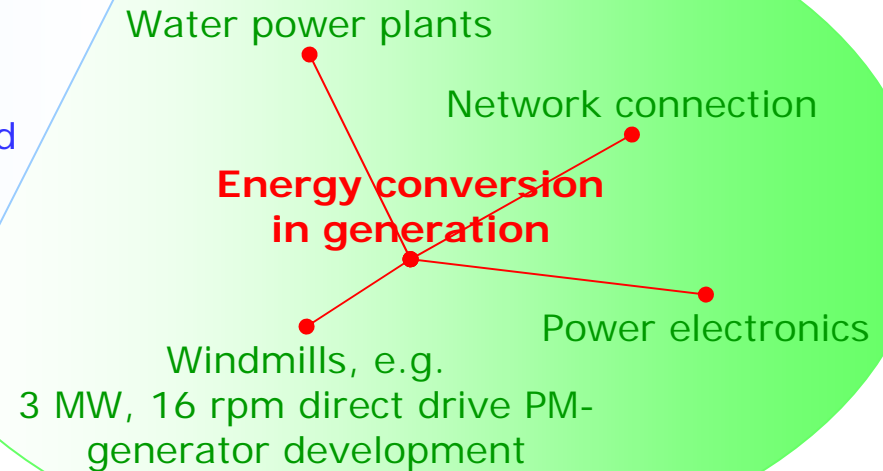 Water power plants
Network connection
d
Energy conversion
in generation
Power electronics
Windmills, e.g.
3 MW, 16 rpm direct drive PM-
generator development